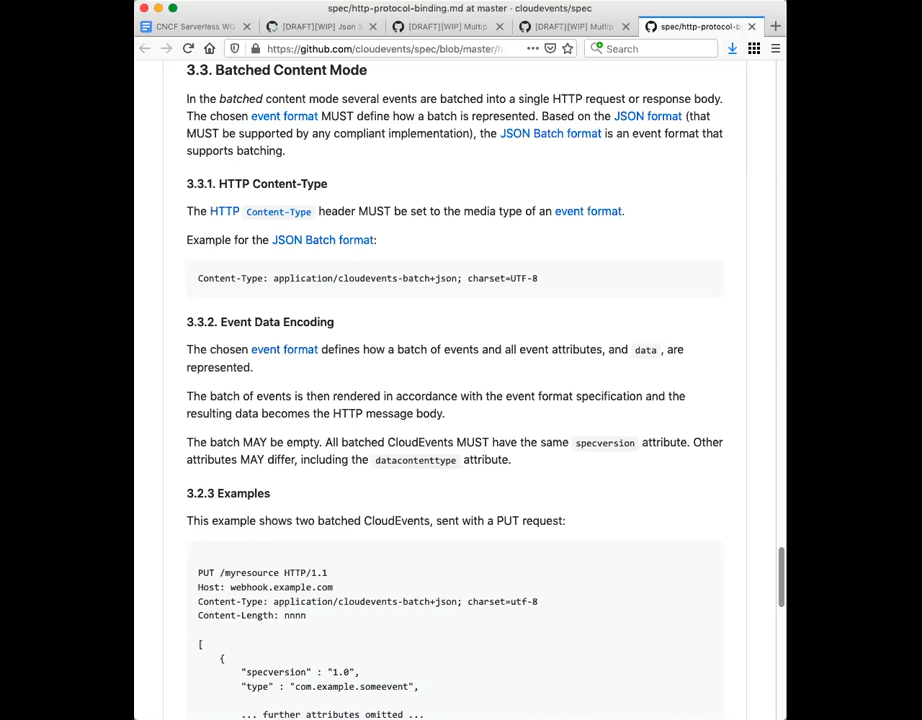 spec/http-protocol-binding.md at master · cloudevents/spec
CNCF Serverless WG
[DRAFT][WIP] Json S
[DRAFT][WIP] Multip
[DRAFT][WIP] Multip
spec/http-protocol-b
https://github.com/cloudevents/spec/blob/master/h
Search
3.3. Batched Content Mode
In the batched content mode several events are batched into a single HTTP request or response body.
The chosen event format MUST define how a batch is represented. Based on the JSON format (that
MUST be supported by any compliant implementation), the JSON Batch format is an event format that
supports batching.
3.3.1. HTTP Content-Type
The HTTP Content-Type header MUST be set to the media type of an event format.
Example for the JSON Batch format:
Content-Type: application/cloudevents-batch+json; charset=UTF-8
3.3.2. Event Data Encoding
The chosen event format defines how a batch of events and all event attributes, and data , are
represented.
The batch of events is then rendered in accordance with the event format specification and the
resulting data becomes the HTTP message body.
The batch MAY be empty. All batched CloudEvents MUST have the same specversion attribute. Other
attributes MAY differ, including the datacontenttype attribute.
3.2.3 Examples
This example shows two batched CloudEvents, sent with a PUT request:
PUT /myresource HTTP/1.1
Host: webhook.example.com
Content-Type: application/cloudevents-batch+json; charset=utf-8
Content-Length: nnnn
[
{
"specversion" : "1.0",
"type" : "com.example.someevent",
... further attributes omitted ...